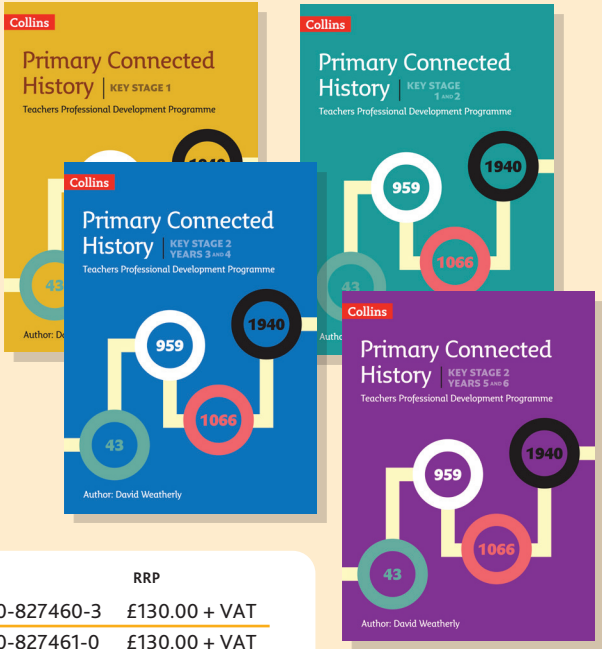 Collins
Primary Connected
History | KEY STAGE 1
Teachers Professional Development Programme
43
Collins
Primary Connected
History | KEY STAGE
1 AND 2
Teachers Professional Development Programme
959
1940
1066
43
Collins
Primary Connected
History | KEY STAGE 2
YEARS 3 AND 4
Teachers Professional Development Programme
959
1940
1066
43
Author: David Weatherly
Collins
Primary Connected
History | KEY STAGE 2
YEARS 5 AND 6
Teachers Professional Development Programme
959
1940
1066
43
Author: David Weatherly
RRP
0-827460-3 £130.00 + VAT
0-827461-0 £130.00 + VAT